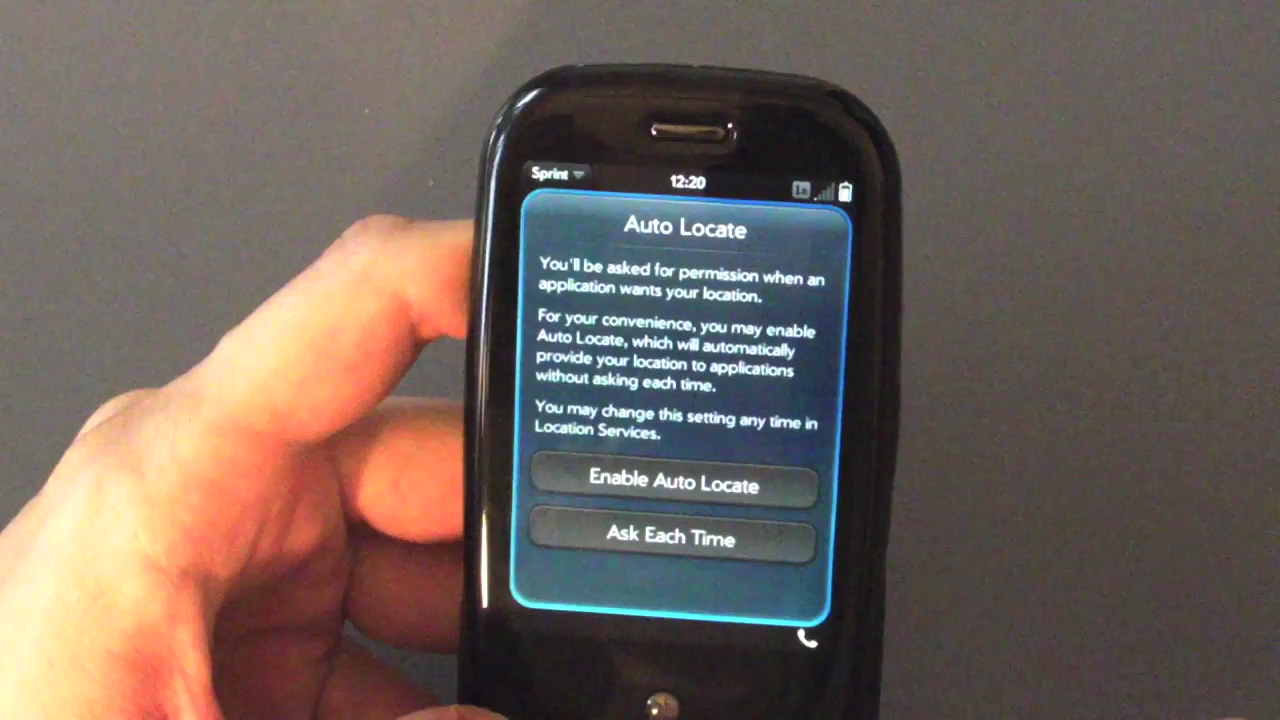 Sprint 12:20 1x
Auto Locate
You'll be asked for permission when an
application wants your location.
For your convenience, you may enable
Auto Locate, which will automatically
provide your location to applications
without asking each time.
You may change this setting any time in
Location Services.
Enable Auto Locate
Ask Each Time